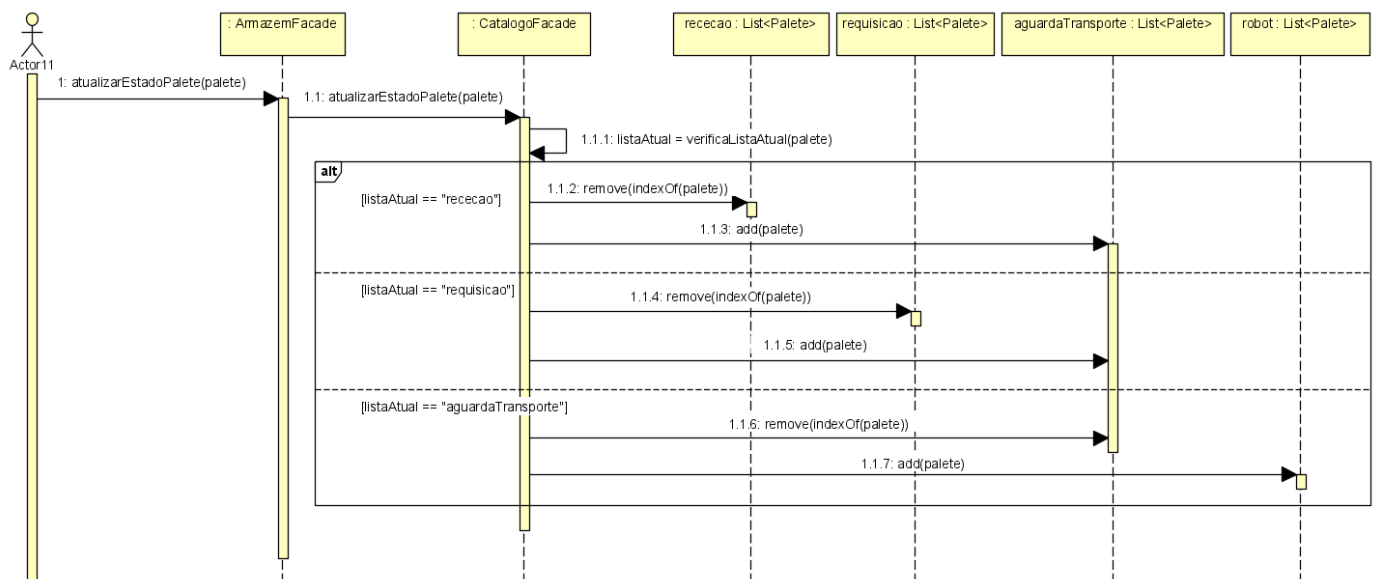 : ArmazemFacade
: CatalogoFacade
rececao : List<Palete>
requisicao : List<Palete>
aguardaTransporte : List<Palete>
robot : List<Palete>
Actor11
1: atualizarEstadoPalete(palete)
1.1: atualizarEstadoPalete(palete)
1.1.1: listaAtual = verificaListaAtual(palete)
alt
[listaAtual == "rececao"]
1.1.2: remove(indexOf(palete))
1.1.3: add(palete)
[listaAtual == "requisicao"]
1.1.4: remove(indexOf(palete))
1.1.5: add(palete)
[listaAtual == "aguardaTransporte"]
1.1.6: remove(indexOf(palete))
1.1.7: add(palete)